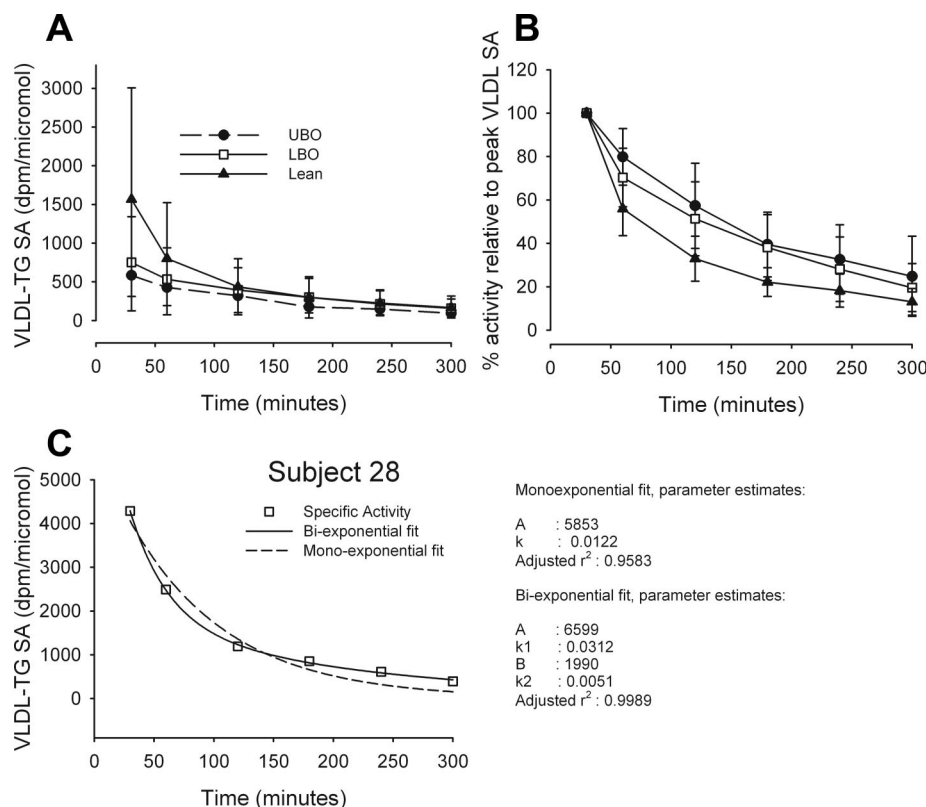 A
VLDL-TG SA (dpm/micromol)
3000
2500
2000
1500
1000
500
0
UBO
LBO
Lean
0 50 100 150 200 250 300
Time (minutes)
B
% activity relative to peak VLDL SA
120
100
80
60
40
20
0
0 50 100 150 200 250 300
Time (minutes)
C
Subject 28
VLDL-TG SA (dpm/micromol)
5000
4000
3000
2000
1000
0
Specific Activity
Bi-exponential fit
Mono-exponential fit
0 50 100 150 200 250 300
Time (minutes)
Monoexponential fit, parameter estimates:
A : 5853
k : 0.0122
Adjusted r² : 0.9583
Bi-exponential fit, parameter estimates:
A : 6599
k1 : 0.0312
B : 1990
k2 : 0.0051
Adjusted r² : 0.9989